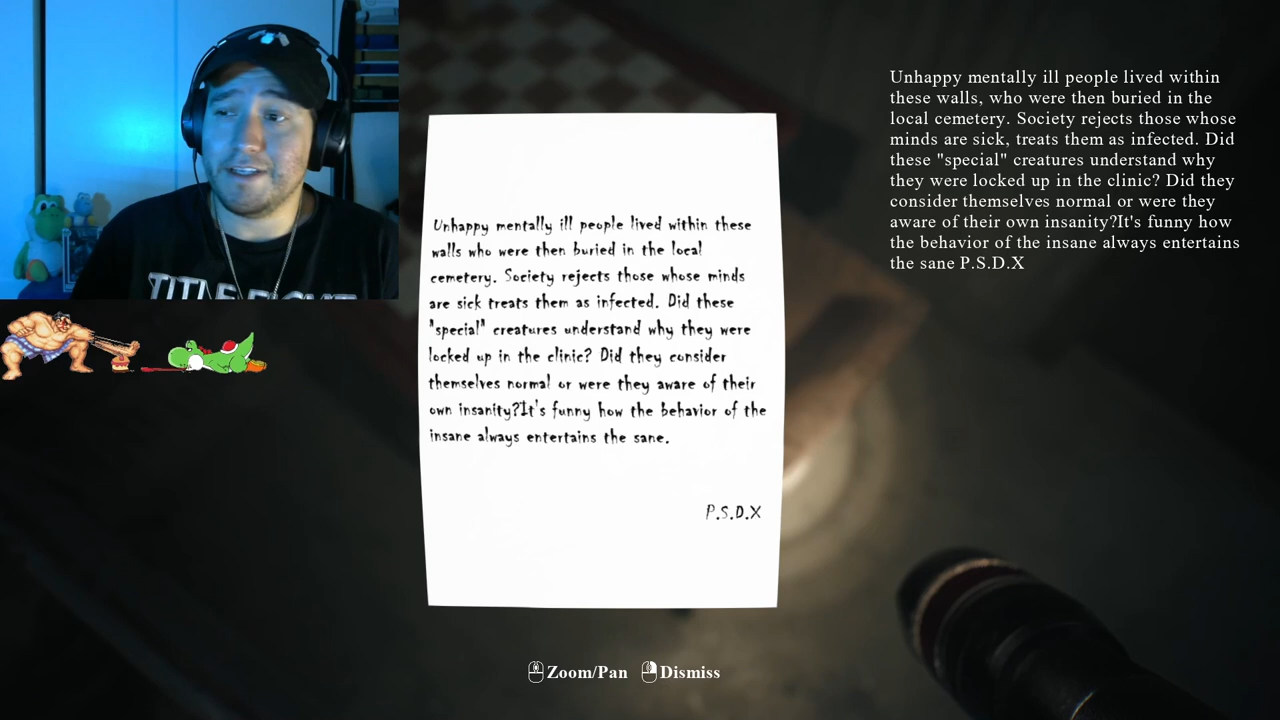 Unhappy mentally ill people lived within these
walls who were then buried in the local
cemetery. Society rejects those whose minds
are sick treats them as infected. Did these
"special" creatures understand why they were
locked up in the clinic? Did they consider
themselves normal or were they aware of their
own insanity?It's funny how the behavior of the
insane always entertains the sane.
P.S.D.X
Unhappy mentally ill people lived within
these walls, who were then buried in the
local cemetery. Society rejects those whose
minds are sick, treats them as infected. Did
these "special" creatures understand why
they were locked up in the clinic? Did they
consider themselves normal or were they
aware of their own insanity?It's funny how
the behavior of the insane always entertains
the sane P.S.D.X
Zoom/Pan Dismiss